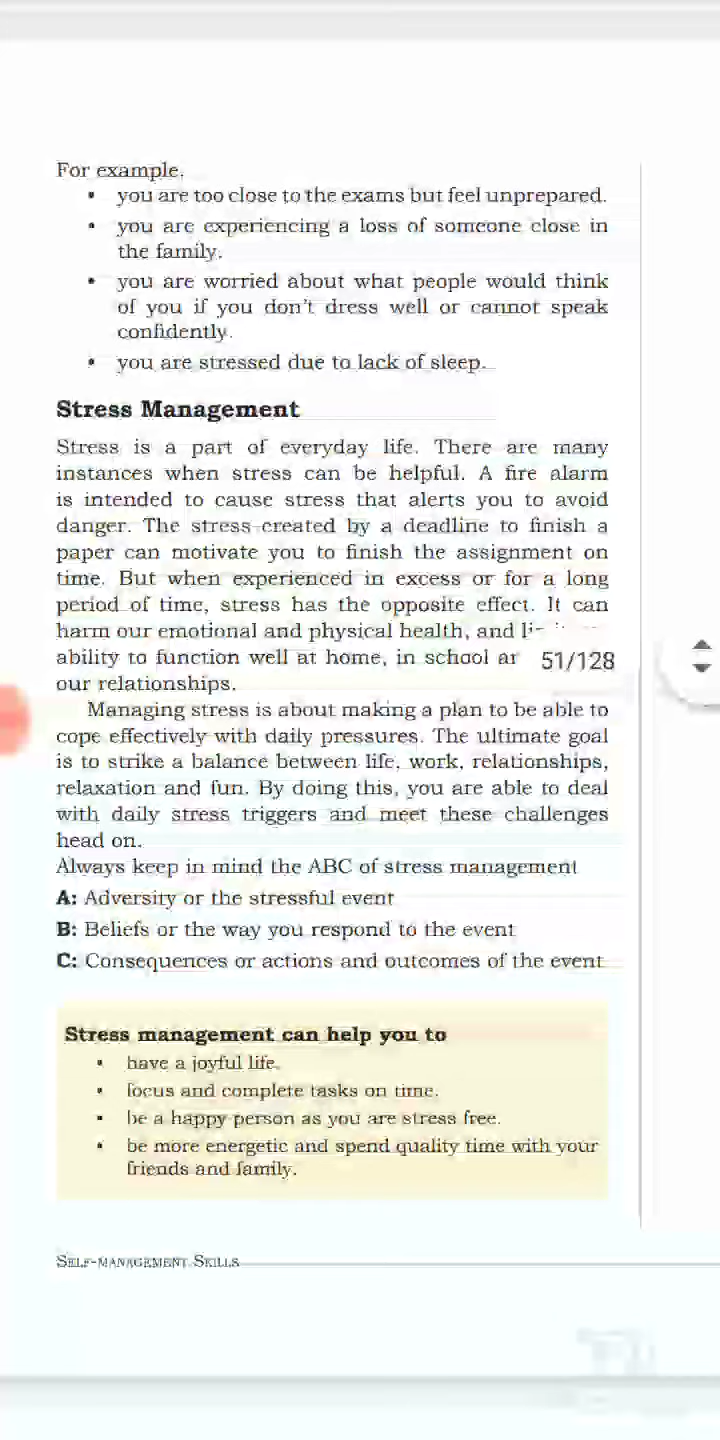 For example,
• you are too close to the exams but feel unprepared.
• you are experiencing a loss of someone close in
the family.
• you are worried about what people would think
of you if you don't dress well or cannot speak
confidently.
• you are stressed due to lack of sleep.
Stress Management
Stress is a part of everyday life. There are many
instances when stress can be helpful. A fire alarm
is intended to cause stress that alerts you to avoid
danger. The stress created by a deadline to finish a
paper can motivate you to finish the assignment on
time. But when experienced in excess or for a long
period of time, stress has the opposite effect. It can
harm our emotional and physical health, and
ability to function well at home, in school
51/128
our relationships.
Managing stress is about making a plan to be able to
cope effectively with daily pressures. The ultimate goal
is to strike a balance between life, work, relationships,
relaxation and fun. By doing this, you are able to deal
with daily stress triggers and meet these challenges
head on.
Always keep in mind the ABC of stress management
A: Adversity or the stressful event
B: Beliefs or the way you respond to the event
C: Consequences or actions and outcomes of the event
Stress management can help you to
• have a joyful life.
• focus and complete tasks on time.
• be a happy person as you are stress free.
• be more energetic and spend quality time with your
friends and family.
SELF-MANAGEMENT SKILLS